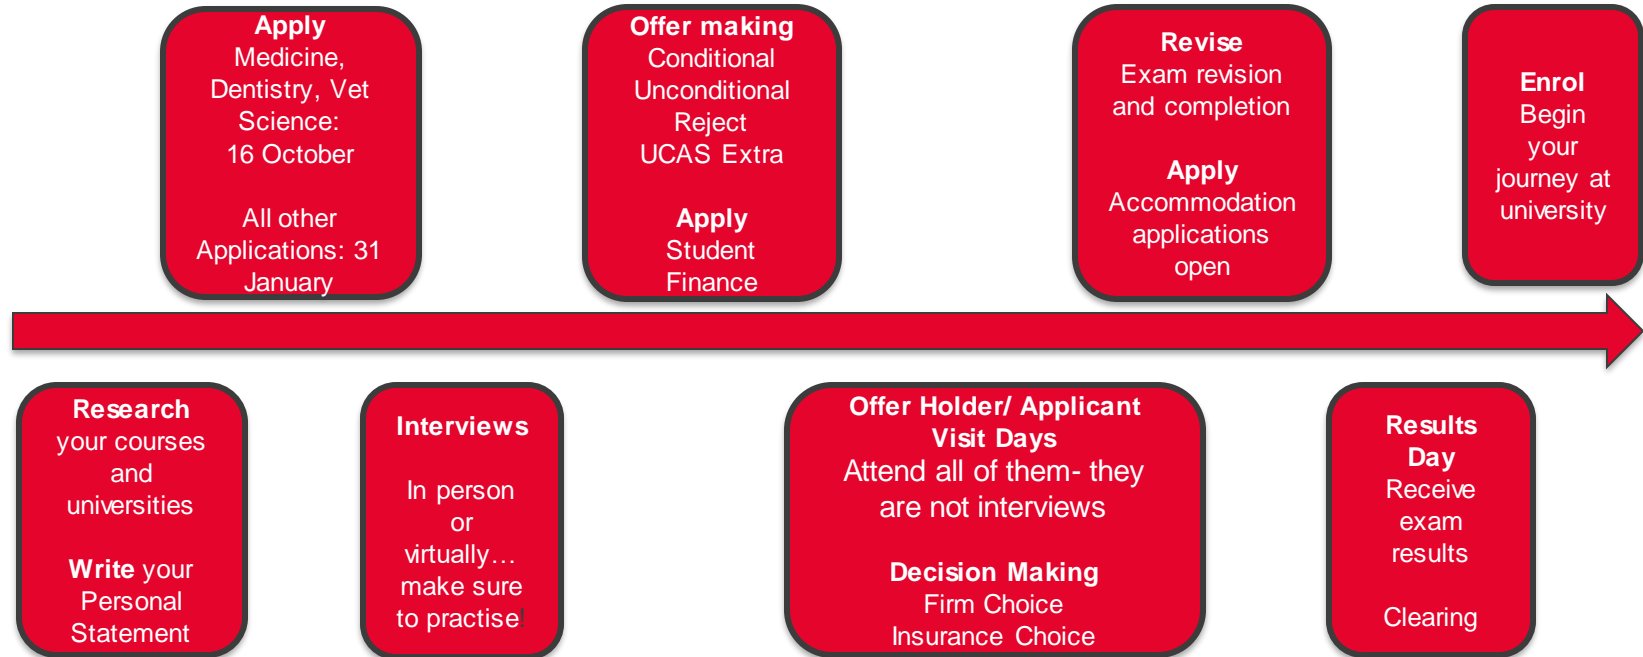 Apply
Medicine,
Dentistry, Vet
Science:
16 October
All other
Applications: 31
January
Offer making
Conditional
Unconditional
Reject
UCAS Extra
Apply
Student
Finance
Revise
Exam revision
and completion
Apply
Accommodation
applications
open
Enrol
Begin
your
journey at
university
Research
your courses
and
universities
Write your
Personal
Statement
Interviews
In person
or
virtually…
make sure
to practise!
Offer Holder/ Applicant
Visit Days
Attend all of them- they
are not interviews
Decision Making
Firm Choice
Insurance Choice
Results
Day
Receive
exam
results
Clearing